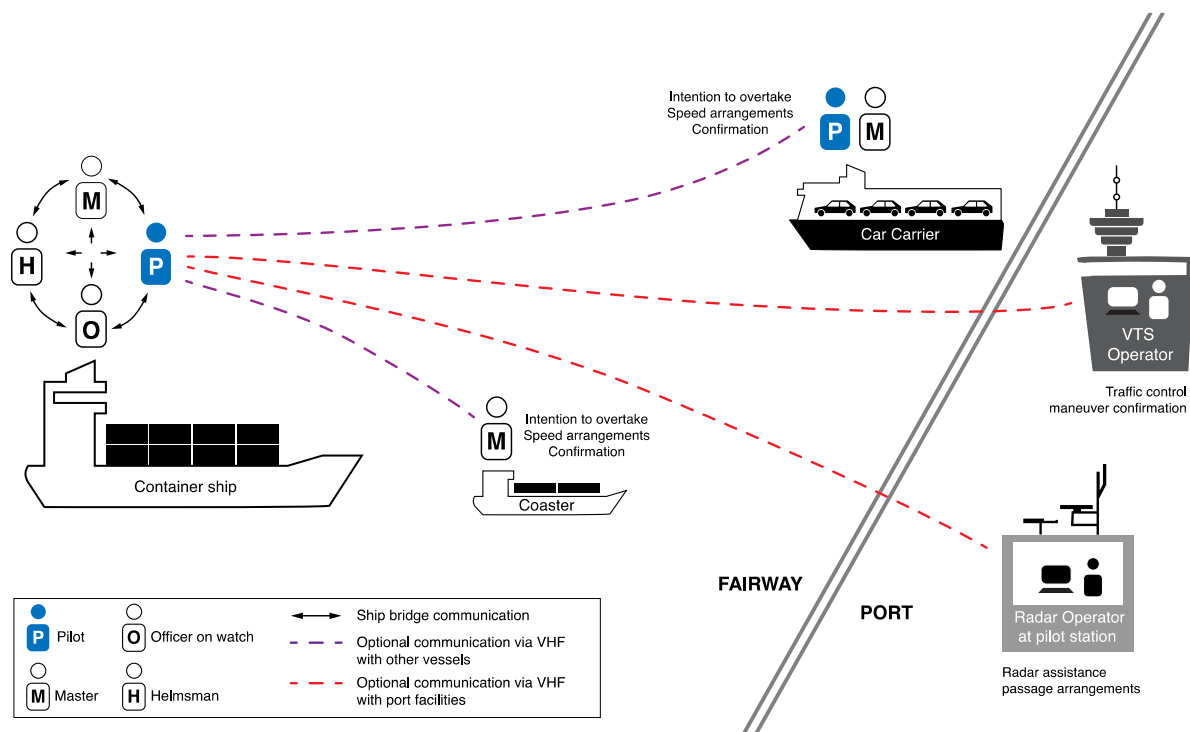 Intention to overtake
Speed arrangements
Confirmation
P
M
Car Carrier
M
H
P
O
Container ship
VTS
Operator
Traffic control
maneuver confirmation
M
Intention to overtake
Speed arrangements
Confirmation
Coaster
FAIRWAY
PORT
Radar Operator
at pilot station
Radar assistance
passage arrangements
P Pilot
O Officer on watch
M Master
H Helmsman
Ship bridge communication
Optional communication via VHF
with other vessels
Optional communication via VHF
with port facilities